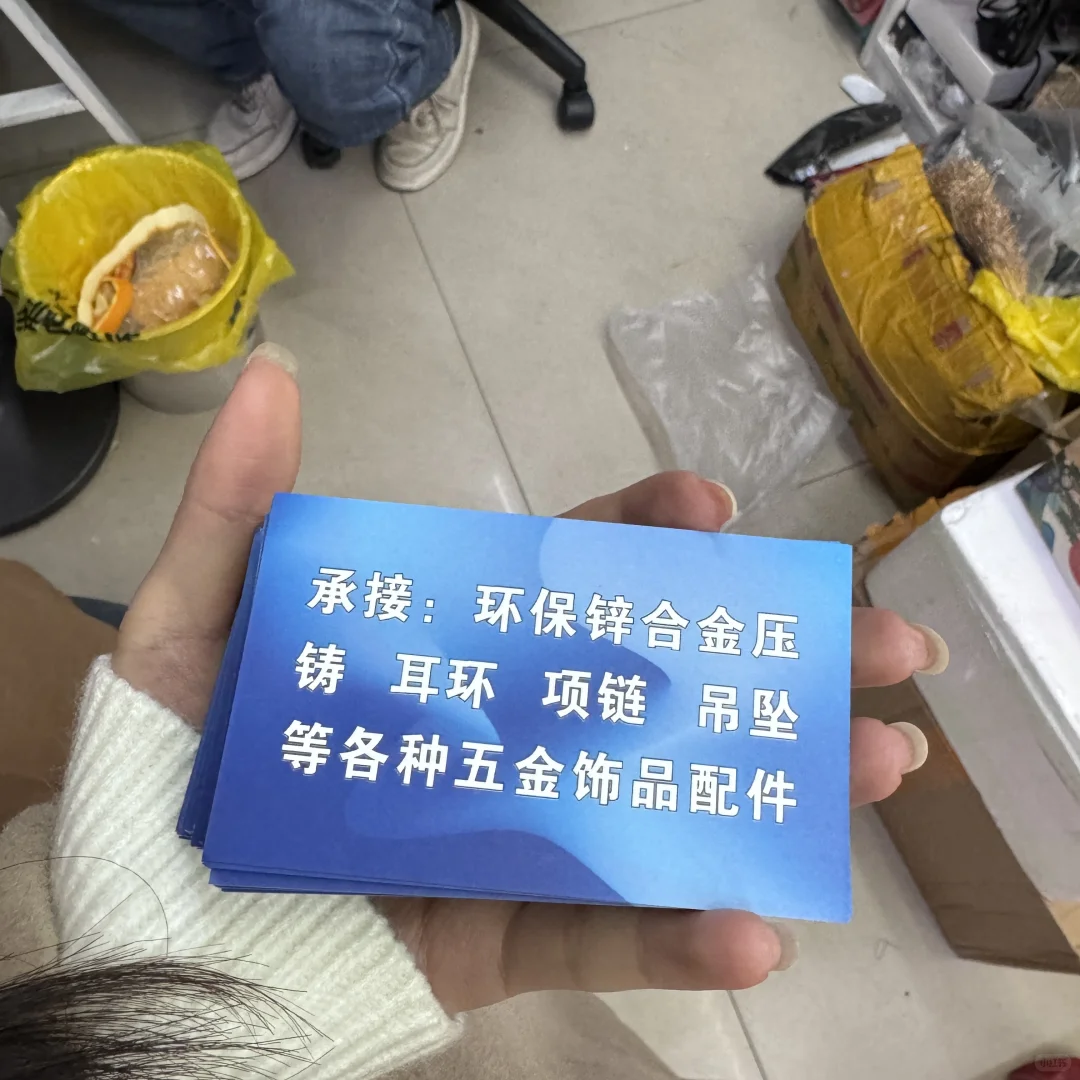 承接：环保锌合金压
铸 耳环 项链 吊坠
等各种五金饰品配件